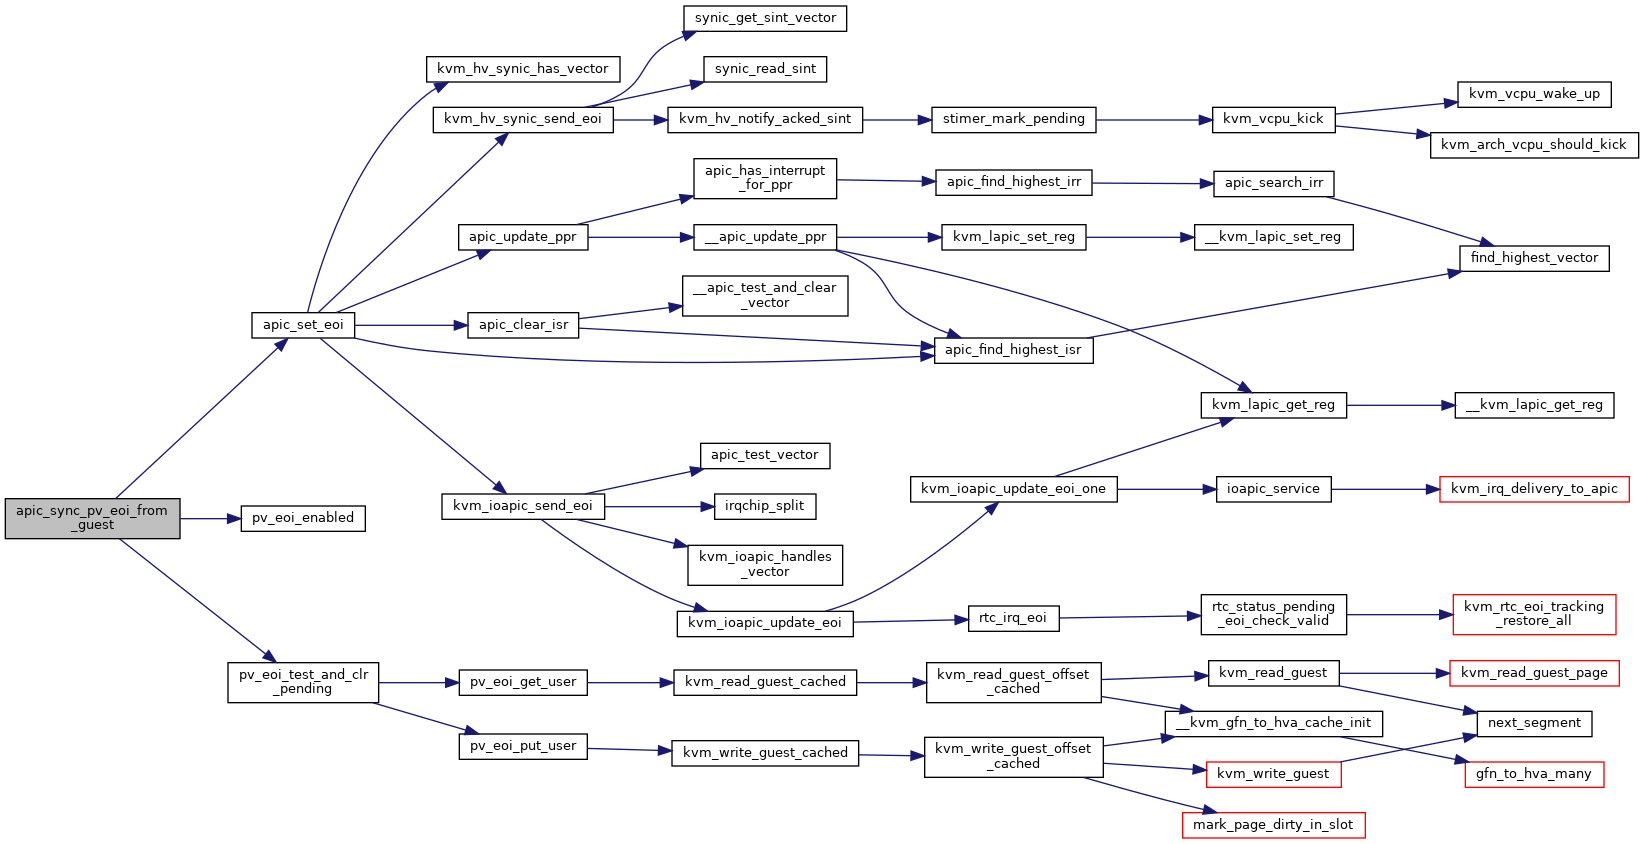 synic_get_sint_vector
kvm_hv_synic_has_vector
synic_read_sint
kvm_hv_synic_send_eoi
kvm_hv_notify_acked_sint
stimer_mark_pending
kvm_vcpu_kick
kvm_vcpu_wake_up
kvm_arch_vcpu_should_kick
apic_has_interrupt
_for_ppr
apic_find_highest_irr
apic_search_irr
apic_update_ppr
__apic_update_ppr
kvm_lapic_set_reg
__kvm_lapic_set_reg
find_highest_vector
__apic_test_and_clear
_vector
apic_set_eoi
apic_clear_isr
apic_find_highest_isr
kvm_lapic_get_reg
__kvm_lapic_get_reg
apic_test_vector
kvm_ioapic_update_eoi_one
ioapic_service
kvm_irq_delivery_to_apic
apic_sync_pv_eoi_from
_guest
pv_eoi_enabled
kvm_ioapic_send_eoi
irqchip_split
kvm_ioapic_handles
_vector
kvm_ioapic_update_eoi
rtc_irq_eoi
rtc_status_pending
_eoi_check_valid
kvm_rtc_eoi_tracking
_restore_all
pv_eoi_test_and_clr
_pending
pv_eoi_get_user
kvm_read_guest_cached
kvm_read_guest_offset
_cached
kvm_read_guest
kvm_read_guest_page
__kvm_gfn_to_hva_cache_init
next_segment
pv_eoi_put_user
kvm_write_guest_cached
kvm_write_guest_offset
_cached
kvm_write_guest
gfn_to_hva_many
mark_page_dirty_in_slot